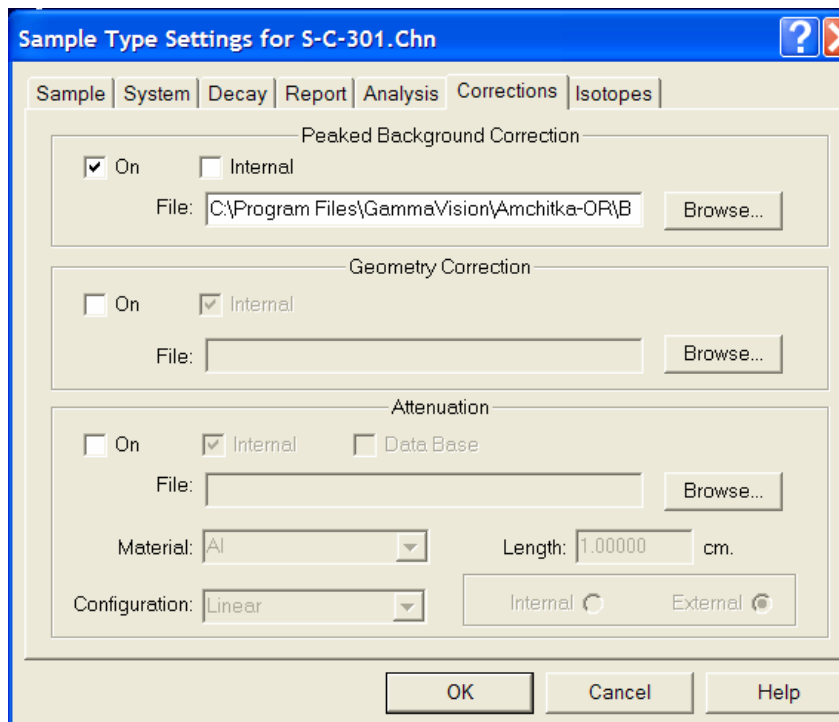 Sample Type Settings for S-C-301.Chn
Sample System Decay Report Analysis Corrections Isotopes
Peaked Background Correction
On Internal
File: C:\Program Files\GammaVision\Amchitka-OR\B Browse...
Geometry Correction
On Internal
File: Browse...
Attenuation
On Internal Data Base
File: Browse...
Material: Al Length: 1.00000 cm.
Configuration: Linear Internal External
OK Cancel Help